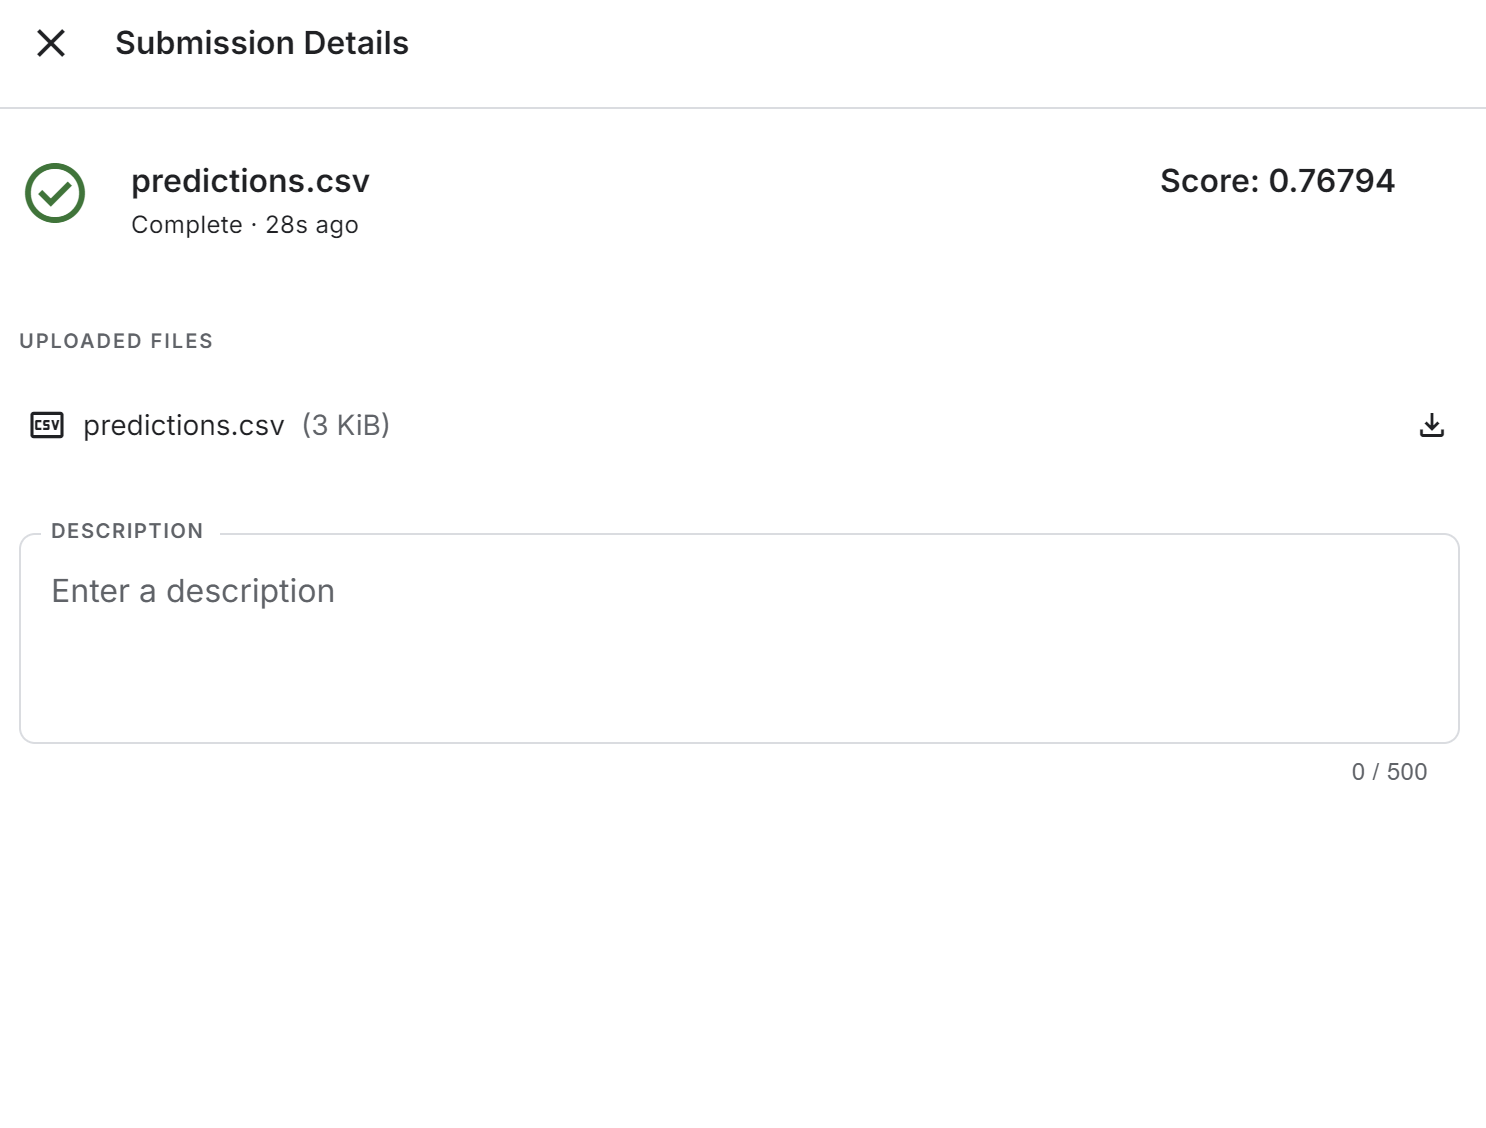 Submission Details
predictions.csv
Score: 0.76794
Complete · 28s ago
UPLOADED FILES
CSV predictions.csv (3 KiB)
DESCRIPTION
Enter a description
0 / 500